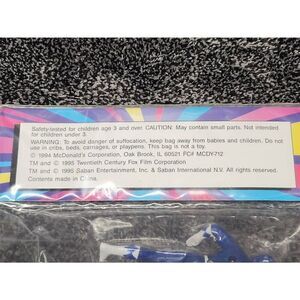 Safety-tested for children age 3 and over. CAUTION: May contain small parts. Not intended
for children under 3.
WARNING: To avoid danger of suffocation, keep bag away from babies and children. Do not
use in cribs, beds, carriages, or playpens. This bag is not a toy.
© 1994 McDonald's Corporation, Oak Brook, IL 60521 PC# MCDY-712
TM and © 1995 Twentieth Century Fox Film Corporation
TM and © 1995 Saban Entertainment, Inc. & Saban International N.V. All rights reserved.
Contents made in China.